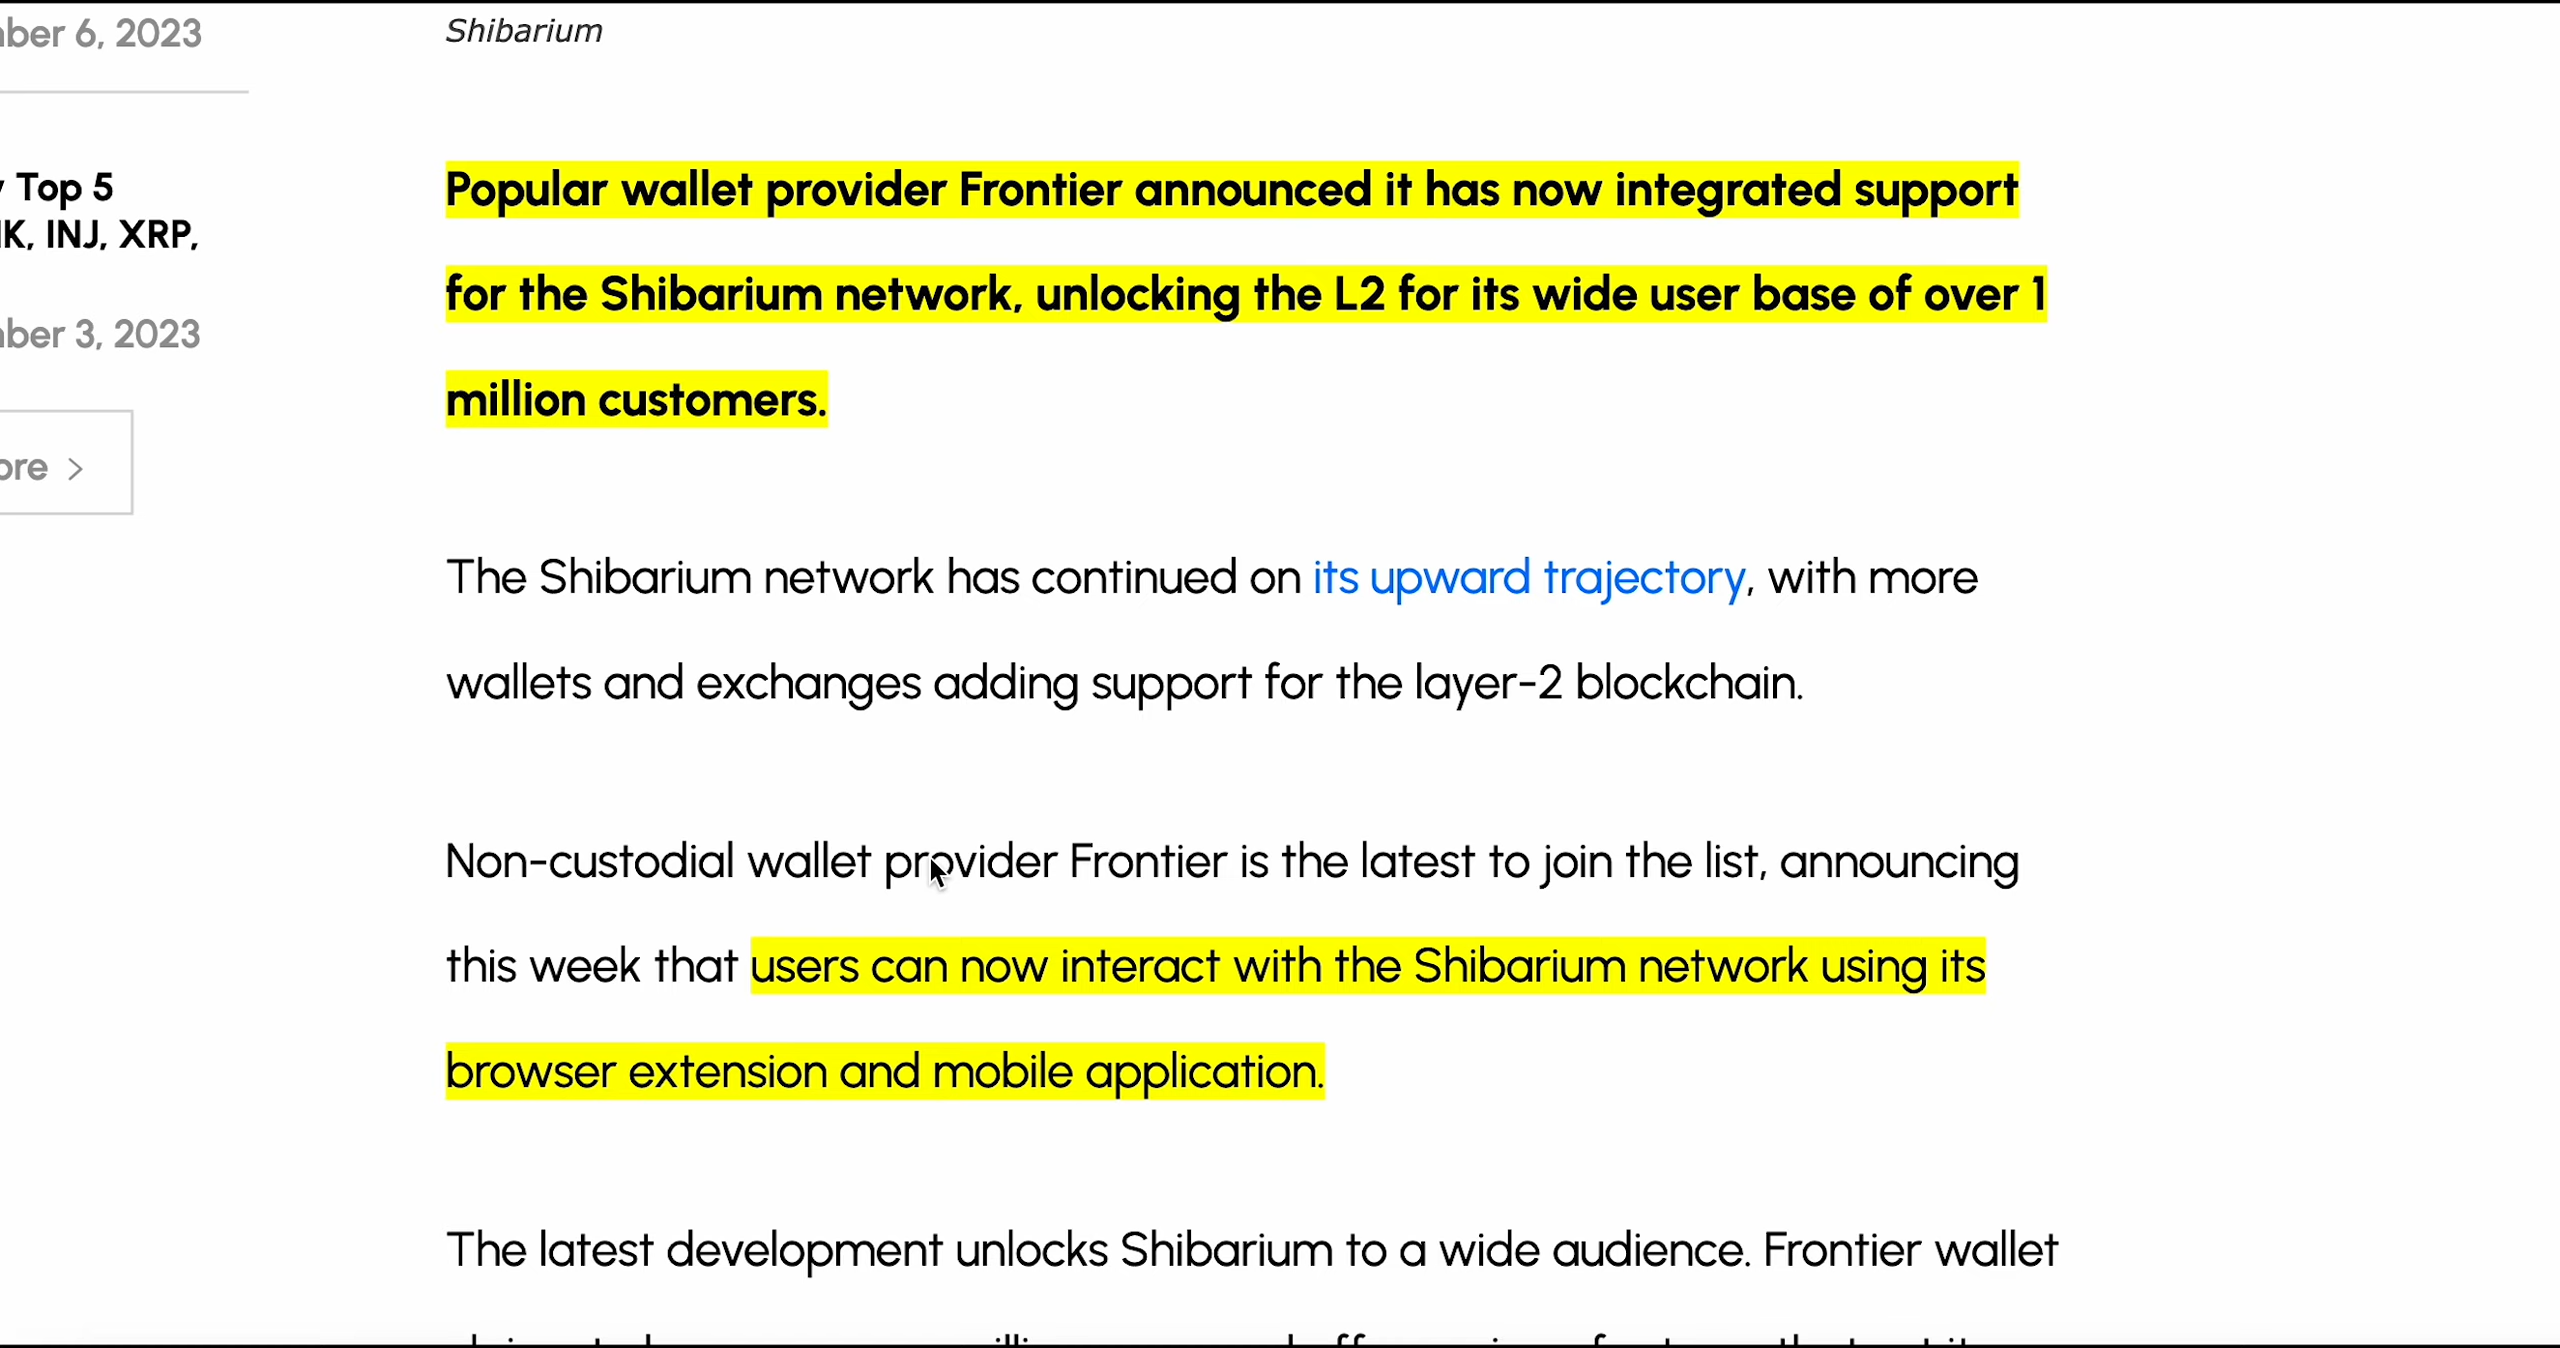 ber 6, 2023
Top 5
K, INJ, XRP,
ber 3, 2023
ore >
Shibarium
Popular wallet provider Frontier announced it has now integrated support
for the Shibarium network, unlocking the L2 for its wide user base of over 1
million customers.
The Shibarium network has continued on its upward trajectory, with more
wallets and exchanges adding support for the layer-2 blockchain.
Non-custodial wallet provider Frontier is the latest to join the list, announcing
this week that users can now interact with the Shibarium network using its
browser extension and mobile application.
The latest development unlocks Shibarium to a wide audience. Frontier wallet